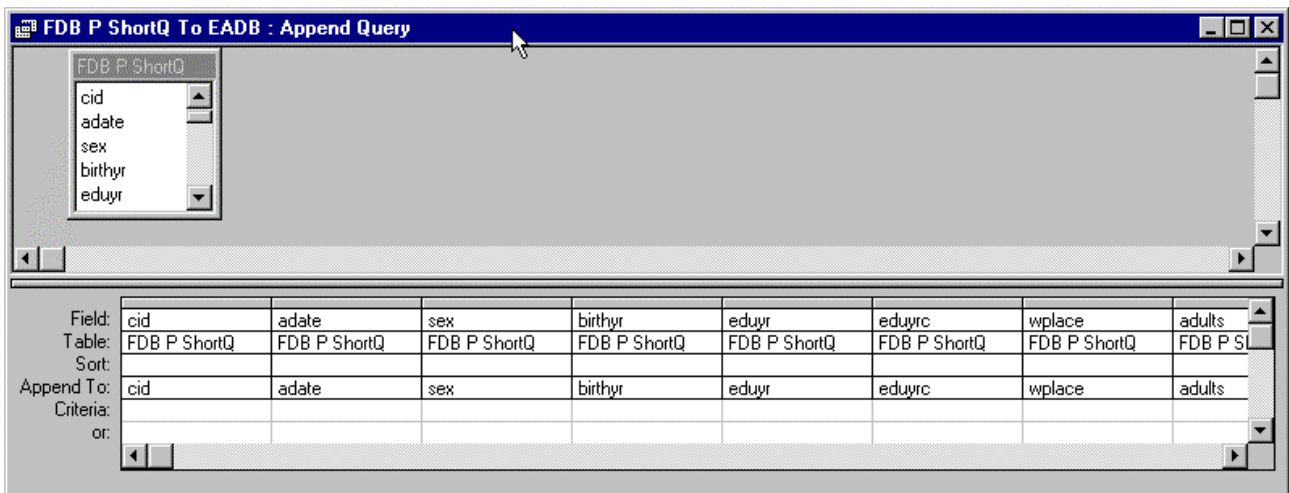 FDB P ShortQ To EADB : Append Query
FDB P ShortQ
cid
adate
sex
birthyr
eduyr
Field: cid adate sex birthyr eduyr eduyrc wplace adults
Table: FDB P ShortQ FDB P ShortQ FDB P ShortQ FDB P ShortQ FDB P ShortQ FDB P ShortQ FDB P ShortQ FDB P S
Sort:
Append To: cid adate sex birthyr eduyr eduyrc wplace adults
Criteria:
or: